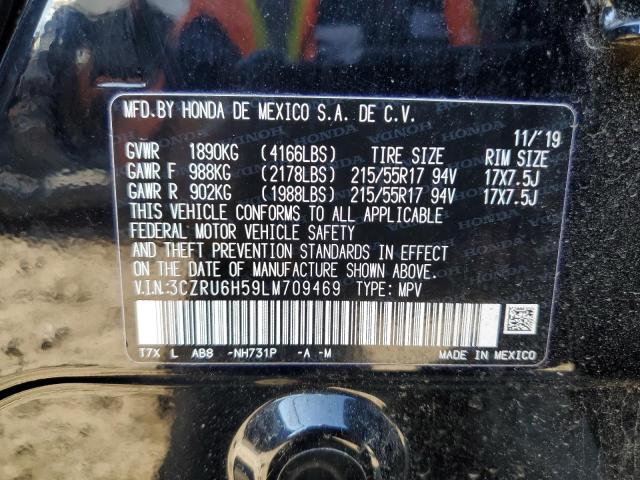 MFD.BY HONDA DE MEXICO S.A. DE C.V.
11/'19
GVWR 1890KG (4166LBS) TIRE SIZE RIM SIZE
GAWR F 988KG (2178LBS) 215/55R17 94V 17X7.5J
GAWR R 902KG (1988LBS) 215/55R17 94V 17X7.5J
THIS VEHICLE CONFORMS TO ALL APPLICABLE
FEDERAL MOTOR VEHICLE SAFETY
AND THEFT PREVENTION STANDARDS IN EFFECT
ON THE DATE OF MANUFACTURE SHOWN ABOVE.
V.I.N.:3CZRU6H59LM709469 TYPE: MPV
T7X L AB8 -NH731P -A -M
MADE IN MEXICO